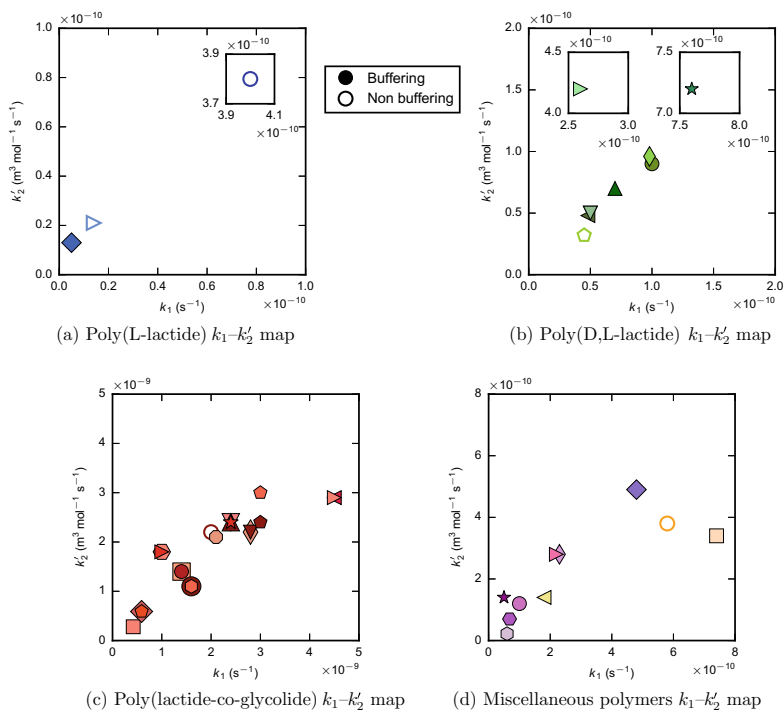 ×10⁻¹⁰
1.0
0.8
0.6
0.4
0.2
0.0
0.0 0.2 0.4 0.6 0.8 1.0
×10⁻¹⁰
k₂′ (m³ mol⁻¹ s⁻¹)
k₁ (s⁻¹)
×10⁻¹⁰
3.9
3.7
3.9 4.1
×10⁻¹⁰
Buffering
Non buffering
(a) Poly(L-lactide) k₁–k₂′ map
×10⁻¹⁰
2.0
1.5
1.0
0.5
0.0
0.0 0.5 1.0 1.5 2.0
×10⁻¹⁰
k₂′ (m³ mol⁻¹ s⁻¹)
k₁ (s⁻¹)
×10⁻¹⁰
4.5
4.0
2.5 3.0
×10⁻¹⁰
×10⁻¹⁰
7.5
7.0
7.5 8.0
×10⁻¹⁰
(b) Poly(D,L-lactide) k₁–k₂′ map
×10⁻⁹
5
4
3
2
1
0
0 1 2 3 4 5
×10⁻⁹
k₂′ (m³ mol⁻¹ s⁻¹)
k₁ (s⁻¹)
(c) Poly(lactide-co-glycolide) k₁–k₂′ map
×10⁻¹⁰
8
6
4
2
0
0 2 4 6 8
×10⁻¹⁰
k₂′ (m³ mol⁻¹ s⁻¹)
k₁ (s⁻¹)
(d) Miscellaneous polymers k₁–k₂′ map